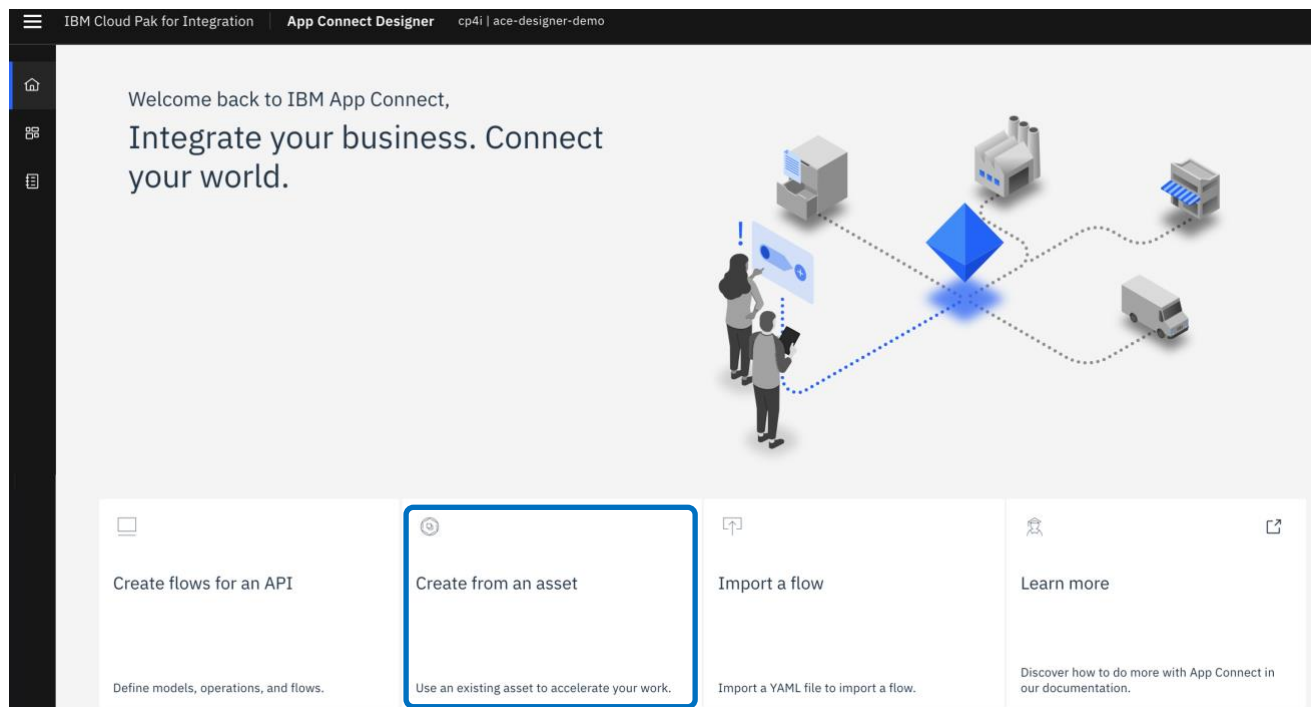 IBM Cloud Pak for Integration App Connect Designer cp4i | ace-designer-demo
Welcome back to IBM App Connect,
Integrate your business. Connect
your world.
!
Create flows for an API
Define models, operations, and flows.
Create from an asset
Use an existing asset to accelerate your work.
Import a flow
Import a YAML file to import a flow.
Learn more
Discover how to do more with App Connect in
our documentation.